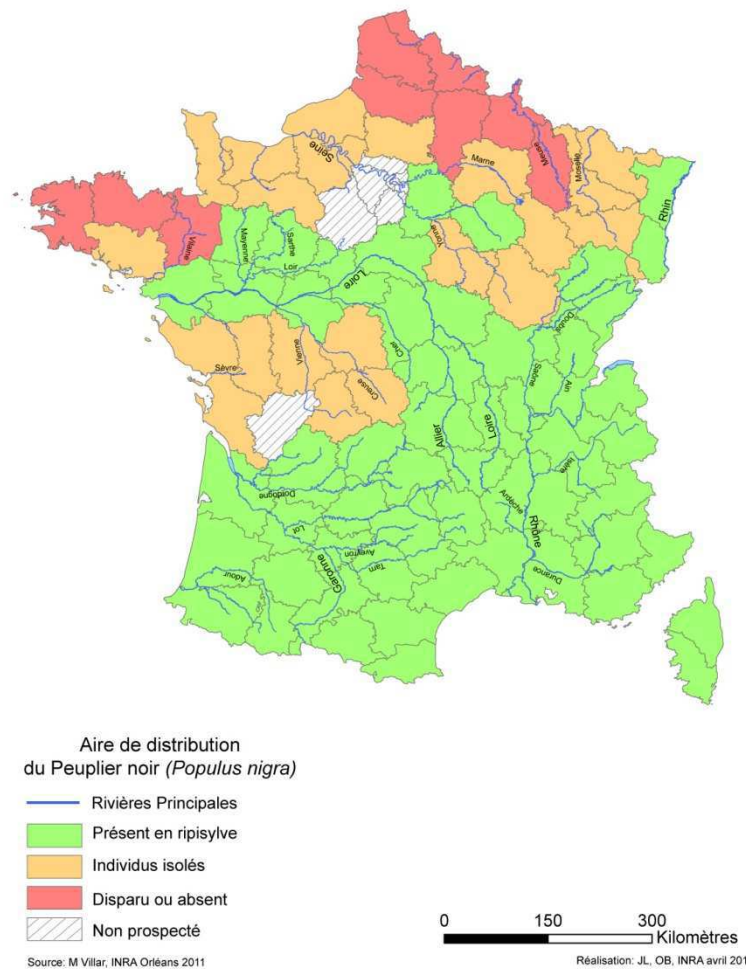 Seine
Marne
Meuse
Moselle
Rhin
Vilaine
Mayenne
Sarthe
Loir
Loire
Yonne
Doubs
Saône
Ain
Cher
Sèvre
Vienne
Creuse
Allier
Loire
Isère
Ardèche
Rhône
Durance
Dordogne
Lot
Aveyron
Tarn
Garonne
Adour
Aire de distribution
du Peuplier noir (Populus nigra)
Rivières Principales
Présent en ripisylve
Individus isolés
Disparu ou absent
Non prospecté
0 150 300
Kilomètres
Source: M Villar, INRA Orléans 2011
Réalisation: JL, OB, INRA avril 201